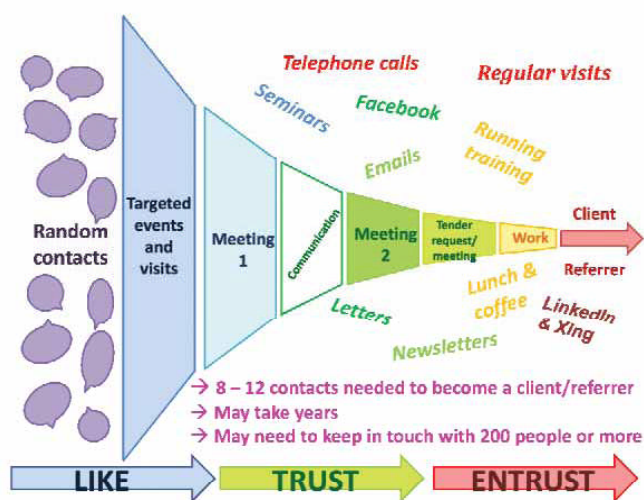 Telephone calls
Regular visits
Seminars
Facebook
Running
training
Emails
Random
contacts
Targeted
events
and
visits
Meeting
1
Communication
Meeting
2
Tender
request/
meeting
Work
Client
Referrer
Letters
Lunch &
coffee
LinkedIn
& Xing
Newsletters
→ 8 – 12 contacts needed to become a client/referrer
→ May take years
→ May need to keep in touch with 200 people or more
LIKE
TRUST
ENTRUST